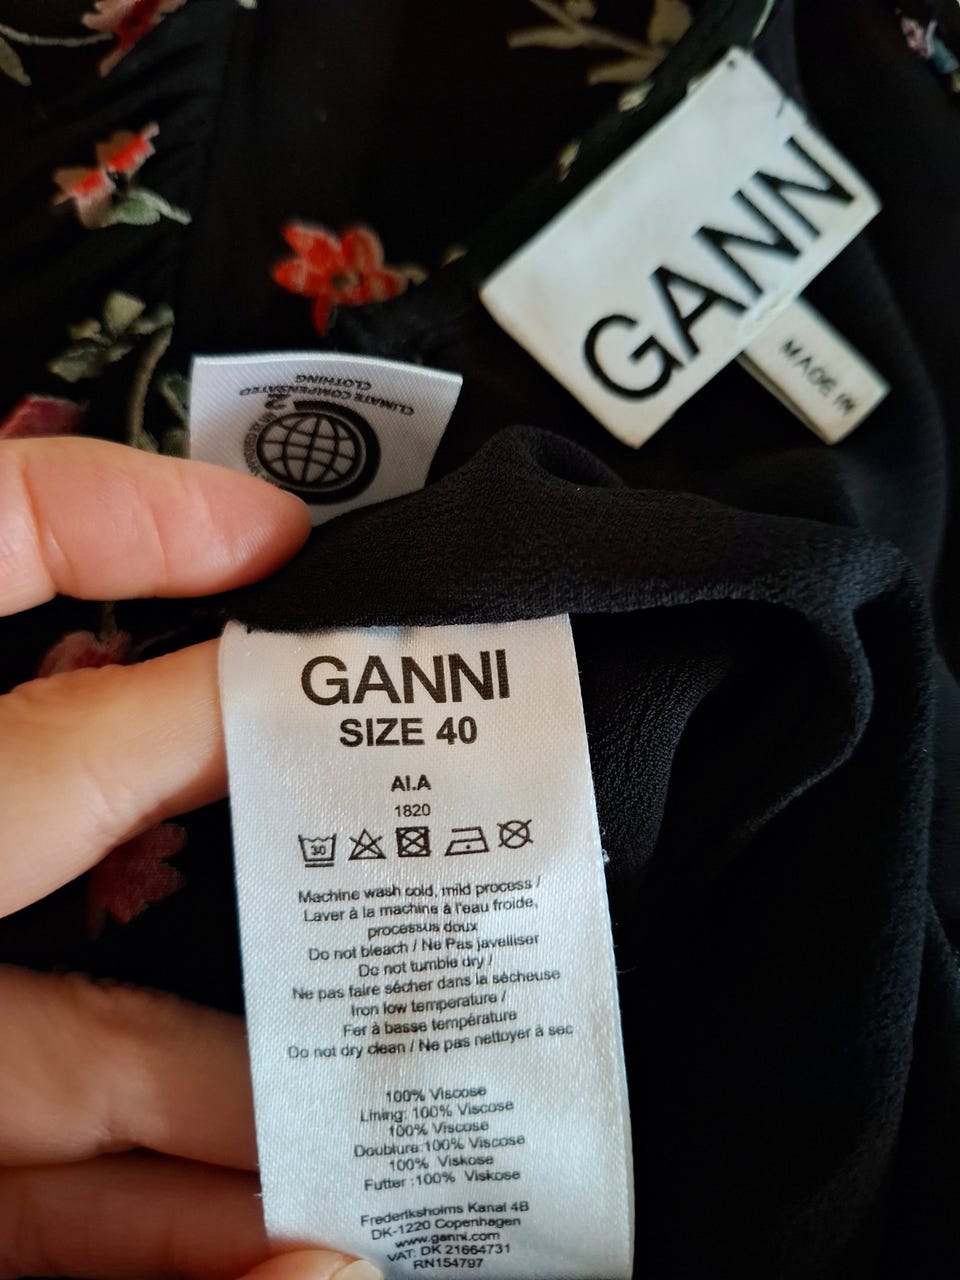 GANN
MADE IN
CLIMATE COMPENSATED
CLOTHING
GANNI
SIZE 40
AI.A
1820
30
Machine wash cold, mild process /
Laver à la machine à l'eau froide,
processus doux
Do not bleach / Ne Pas javelliser
Do not tumble dry /
Ne pas faire sécher dans la sécheuse
Iron low temperature /
Fer à basse température
Do not dry clean / Ne pas nettoyer à sec
100% Viscose
Lining: 100% Viscose
100% Viscose
Doublure:100% Viscose
100% Viskose
Futter :100% Viskose
Frederiksholms Kanal 4B
DK-1220 Copenhagen
www.ganni.com
VAT: DK 21664731
RN154797